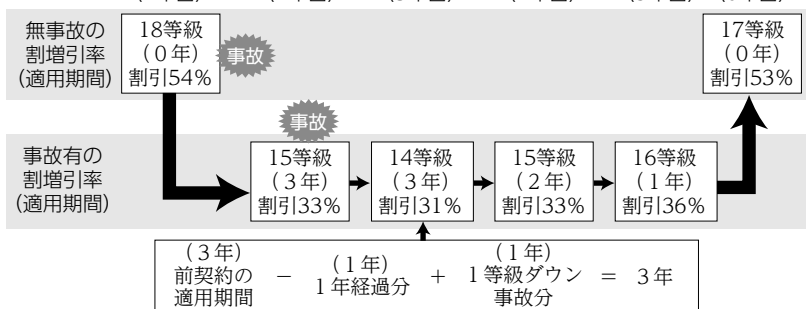 無事故の
割増引率
(適用期間)
18等級
(0年)
割引54%
事故
17等級
(0年)
割引53%
事故
事故有の
割増引率
(適用期間)
15等級
(3年)
割引33%
14等級
(3年)
割引31%
15等級
(2年)
割引33%
16等級
(1年)
割引36%
(3年)
前契約の
適用期間
−
(1年)
1年経過分
+
(1年)
1等級ダウン
事故分
= 3年